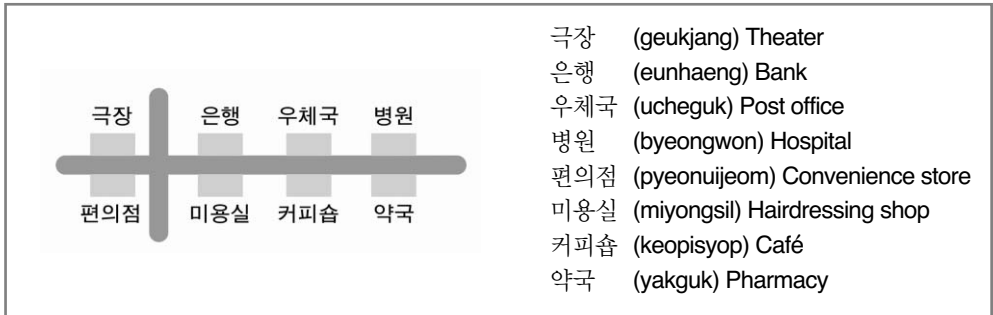 극장 은행 우체국 병원
편의점 미용실 커피숍 약국
극장 (geukjang) Theater
은행 (eunhaeng) Bank
우체국 (ucheguk) Post office
병원 (byeongwon) Hospital
편의점 (pyeonuijeom) Convenience store
미용실 (miyongsil) Hairdressing shop
커피숍 (keopisyop) Café
약국 (yakguk) Pharmacy